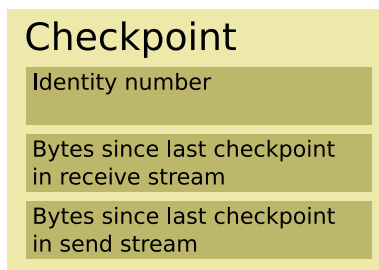 Checkpoint
Identity number
Bytes since last checkpoint
in receive stream
Bytes since last checkpoint
in send stream